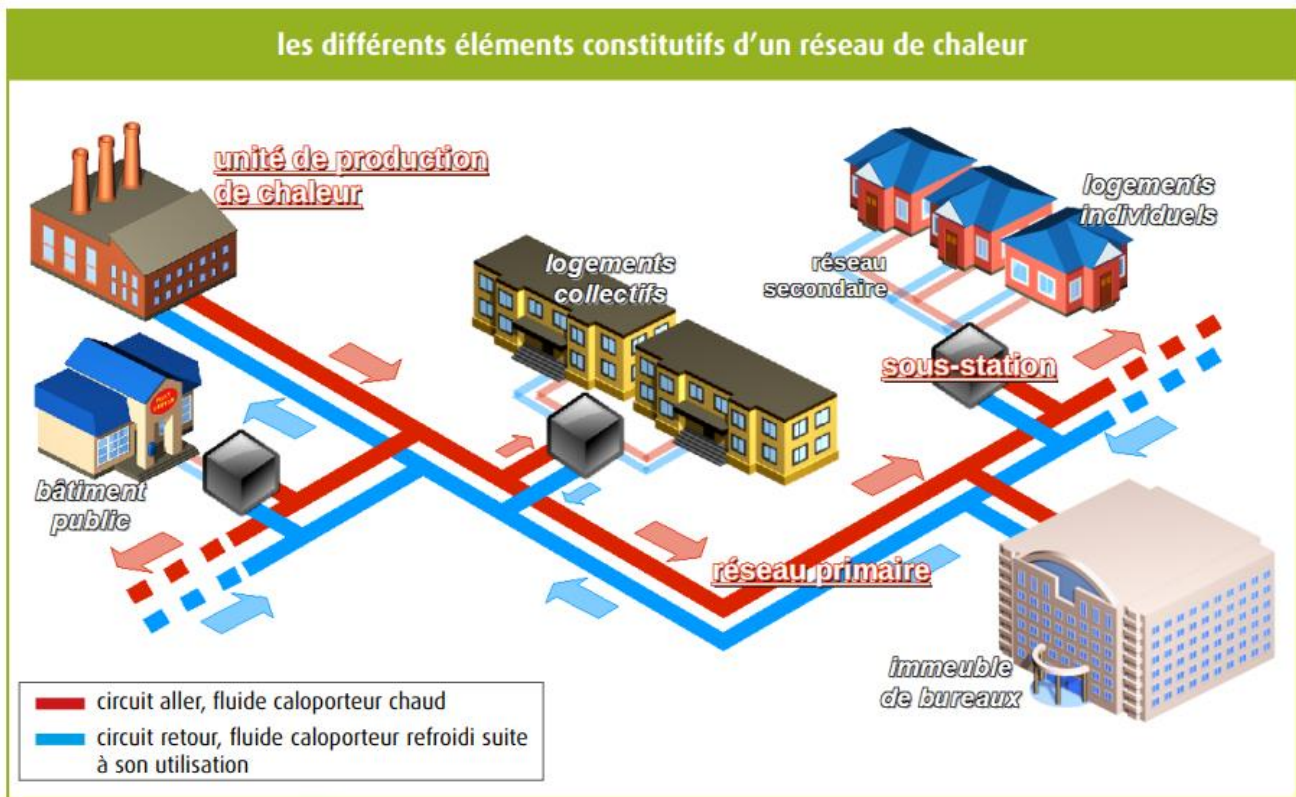 les différents éléments constitutifs d'un réseau de chaleur
unité de production
de chaleur
logements
individuels
logements
collectifs
réseau
secondaire
sous-station
bâtiment
public
réseau primaire
immeuble
de bureaux
circuit aller, fluide caloporteur chaud
circuit retour, fluide caloporteur refroidi suite
à son utilisation